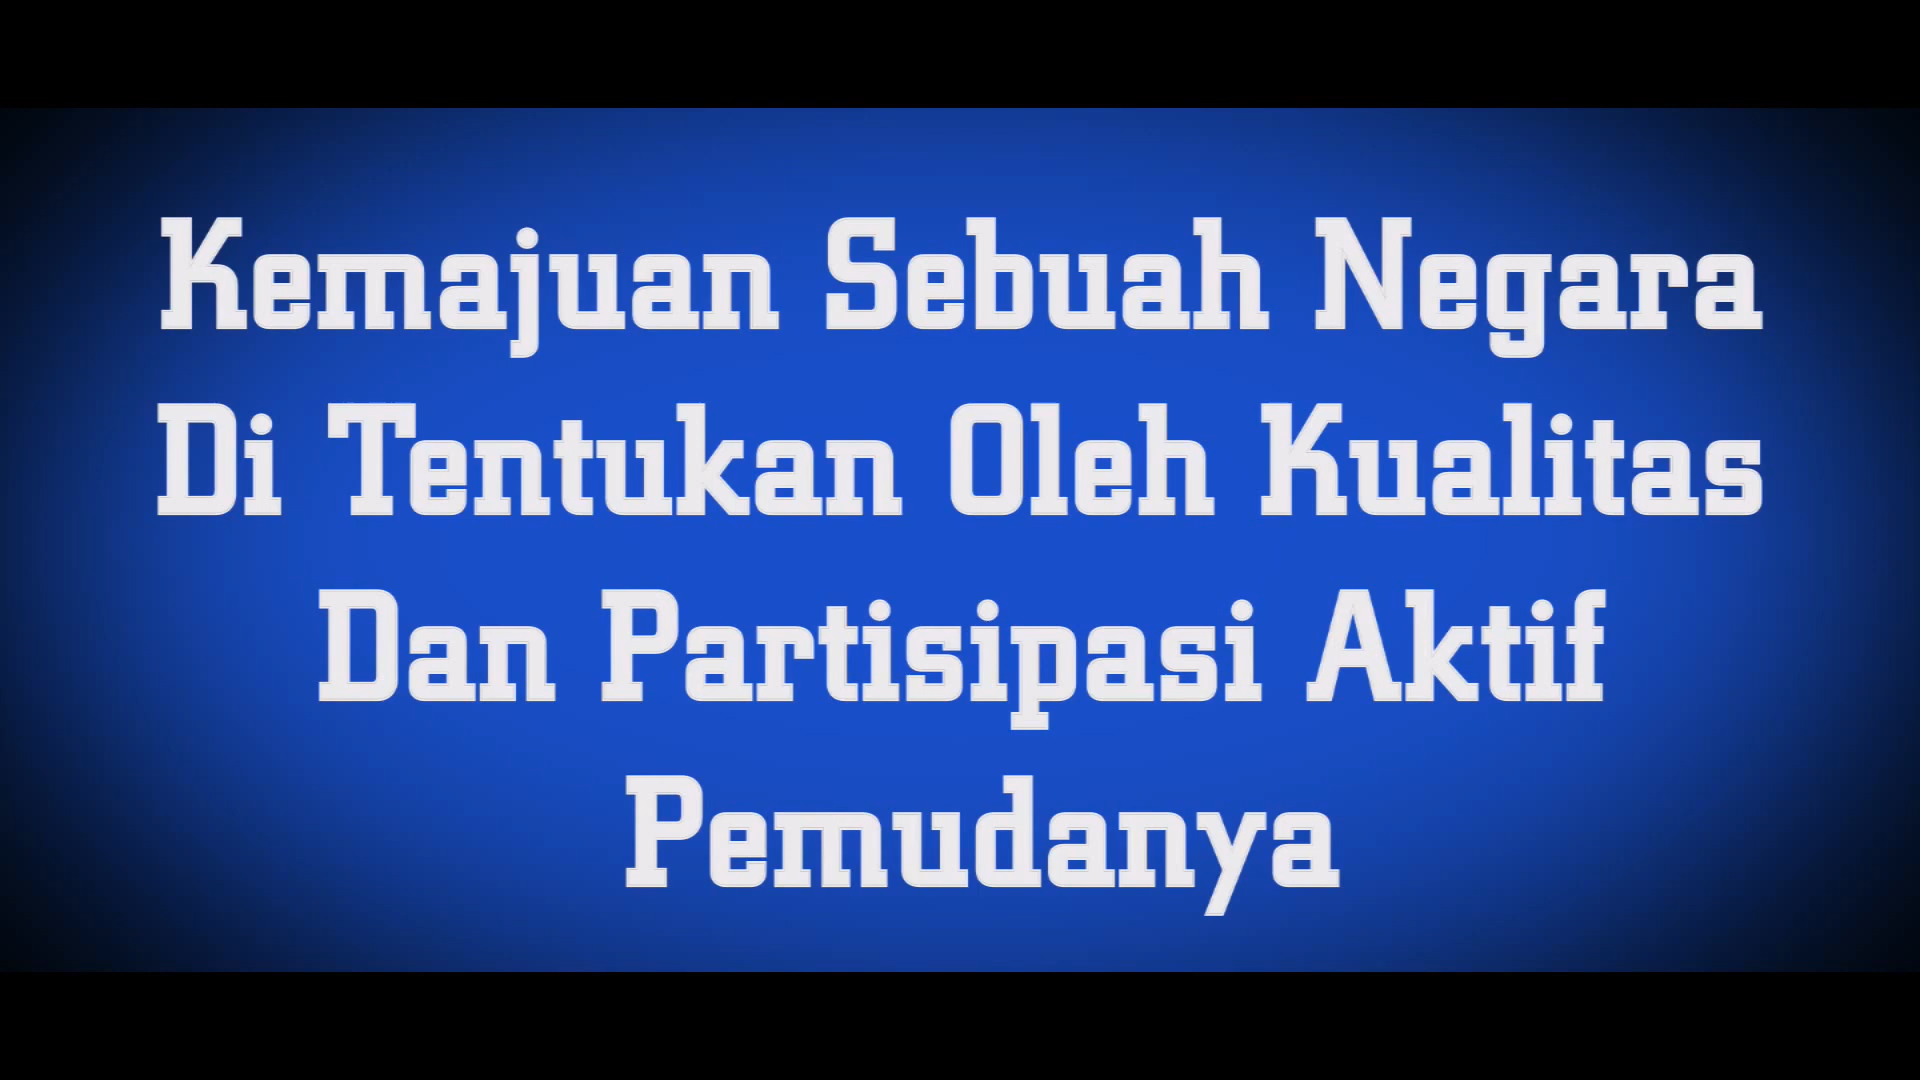 Kemajuan Sebuah Negara
Di Tentukan Oleh Kualitas
Dan Partisipasi Aktif
Pemudanya